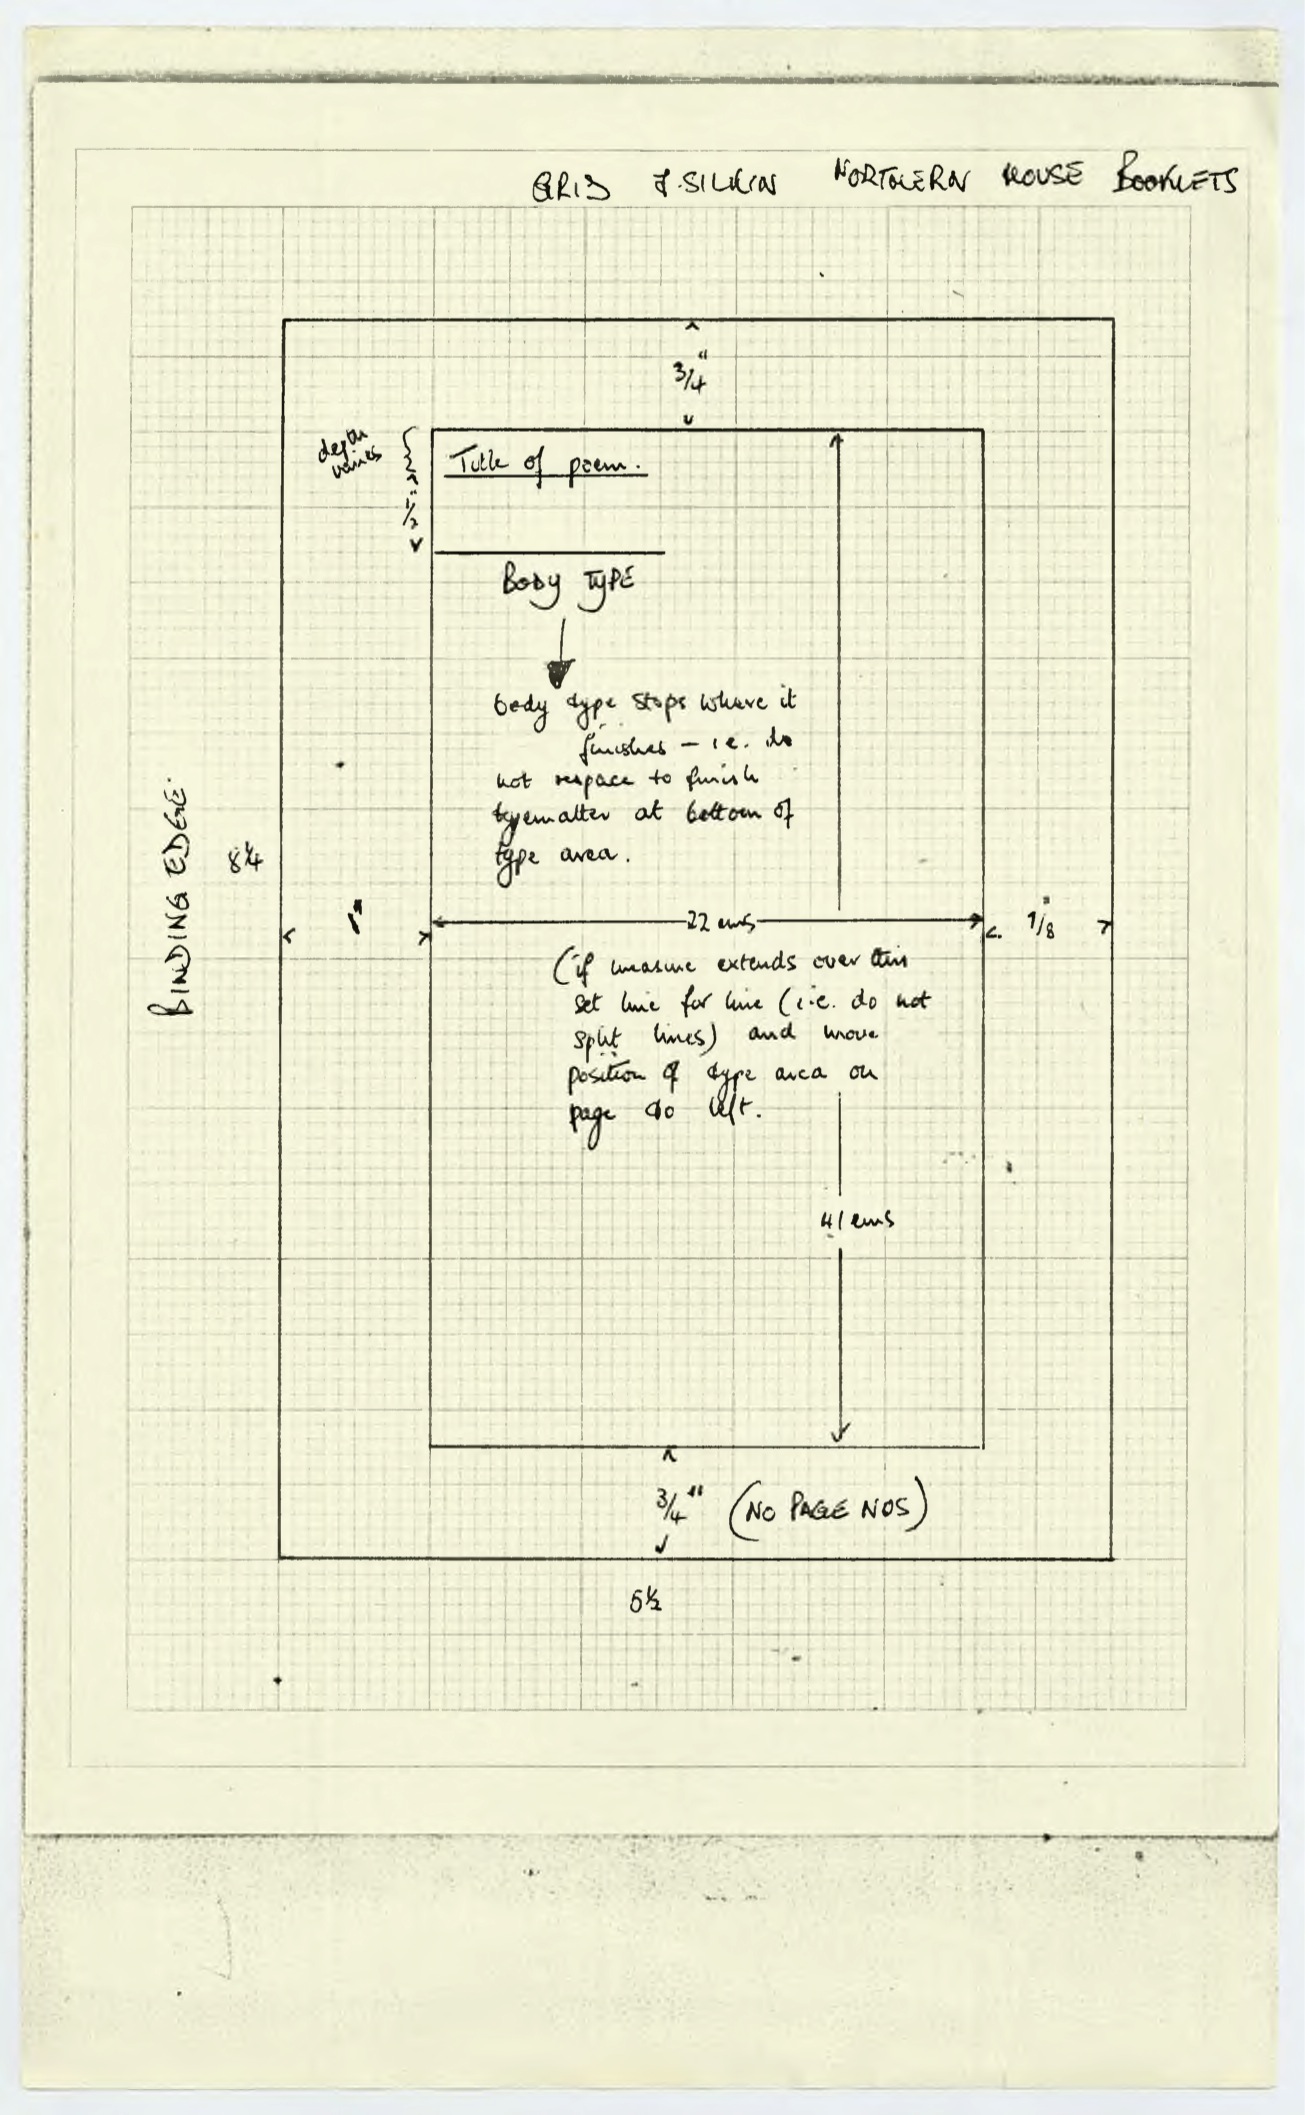 GRID J. SILKIN NORTHERN HOUSE BOOKLETS
3/4"
depth
varies
Title of poem.
1/2"
BODY TYPE
body type stops where it
finishes – i.e. do
not respace to finish
typematter at bottom of
type area.
BINDING EDGE.
8¼
1"
22 ems
7/8"
(if measure extends over this
set line for line (i.e. do not
split lines) and move
position of type area on
page to left.
41 ems
3/4" (NO PAGE NOS)
5½